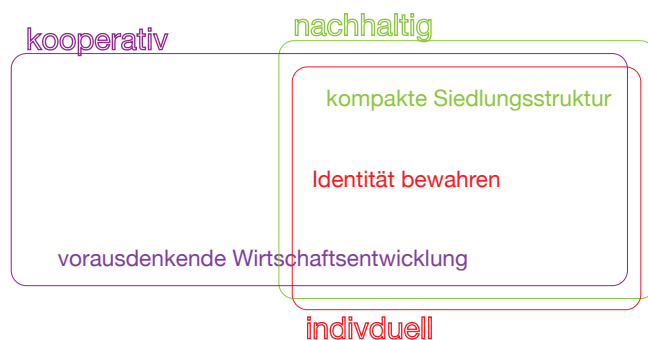 nachhaltig
kooperativ
kompakte Siedlungsstruktur
Identität bewahren
vorausdenkende Wirtschaftsentwicklung
indivduell